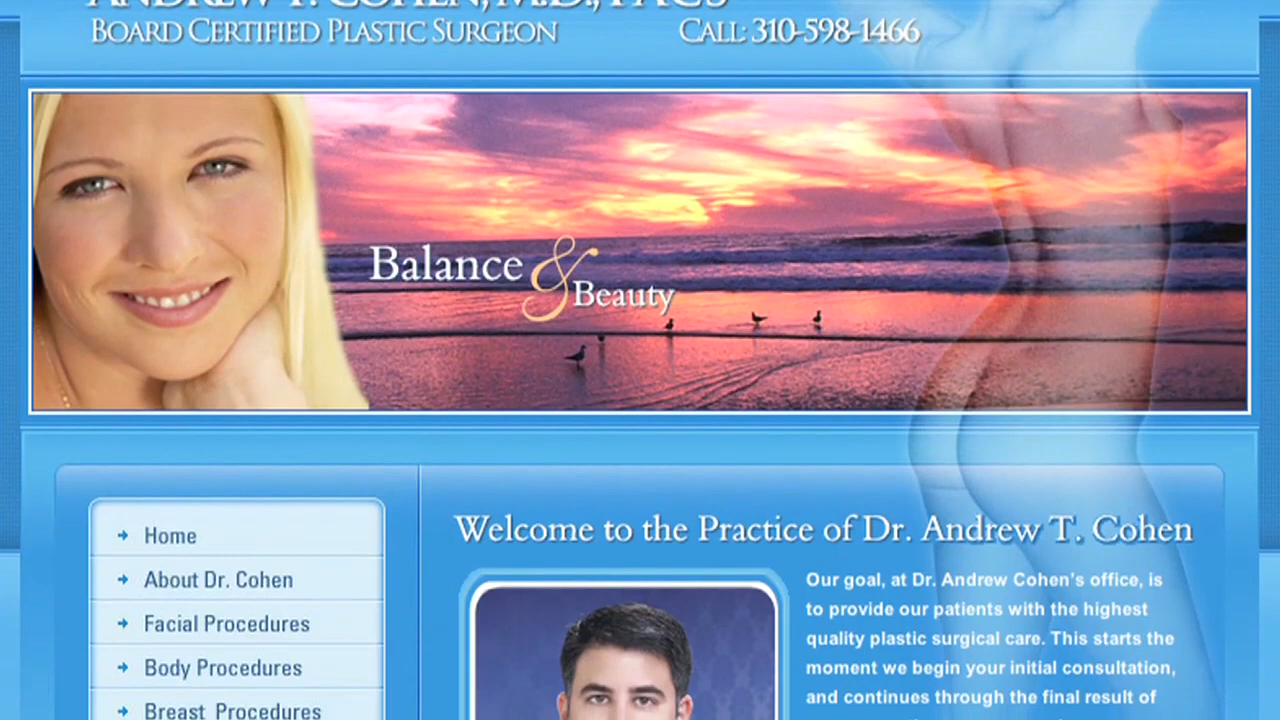 ANDREW T. COHEN, M.D., FACS
BOARD CERTIFIED PLASTIC SURGEON
CALL: 310-598-1466
Balance
&
Beauty
Home
About Dr. Cohen
Facial Procedures
Body Procedures
Breast Procedures
Welcome to the Practice of Dr. Andrew T. Cohen
Our goal, at Dr. Andrew Cohen's office, is
to provide our patients with the highest
quality plastic surgical care. This starts the
moment we begin your initial consultation,
and continues through the final result of